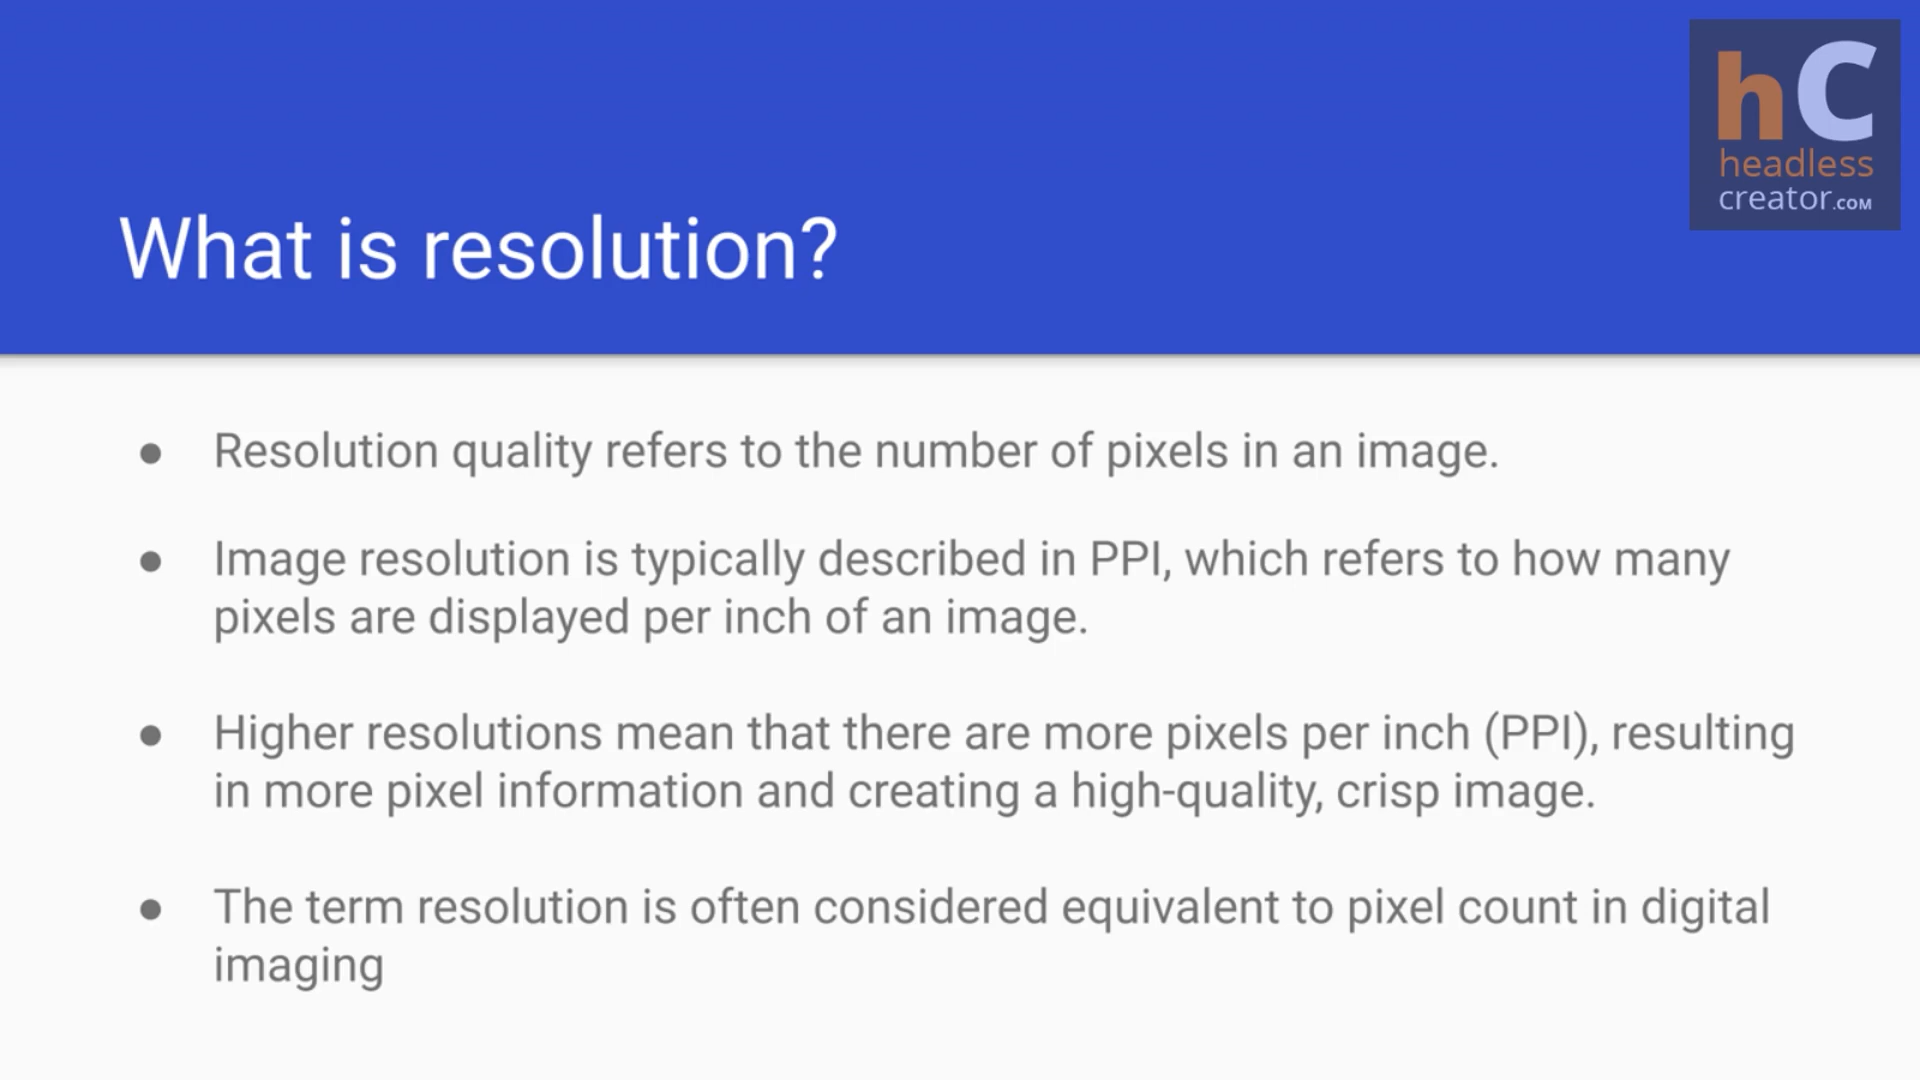 hC
headless
creator.COM
What is resolution?
● Resolution quality refers to the number of pixels in an image.
● Image resolution is typically described in PPI, which refers to how many
pixels are displayed per inch of an image.
● Higher resolutions mean that there are more pixels per inch (PPI), resulting
in more pixel information and creating a high-quality, crisp image.
● The term resolution is often considered equivalent to pixel count in digital
imaging